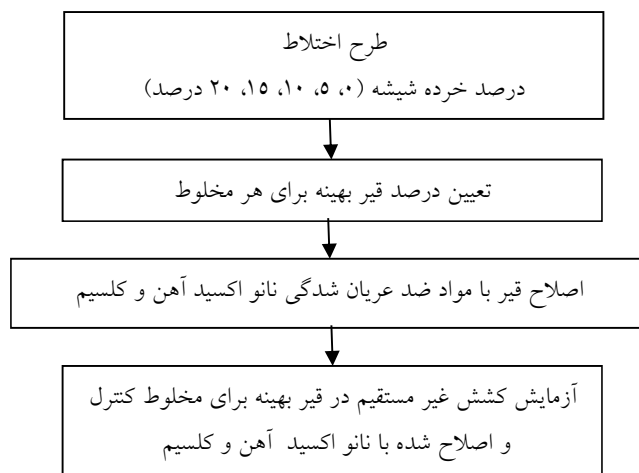 طرح اختلاط
درصد خرده شیشه (۰، ۵، ۱۰، ۱۵، ۲۰ درصد)
تعیین درصد قیر بهینه برای هر مخلوط
اصلاح قیر با مواد ضد عریان شدگی نانو اکسید آهن و کلسیم
آزمایش کشش غیر مستقیم در قیر بهینه برای مخلوط کنترل
و اصلاح شده با نانو اکسید آهن و کلسیم